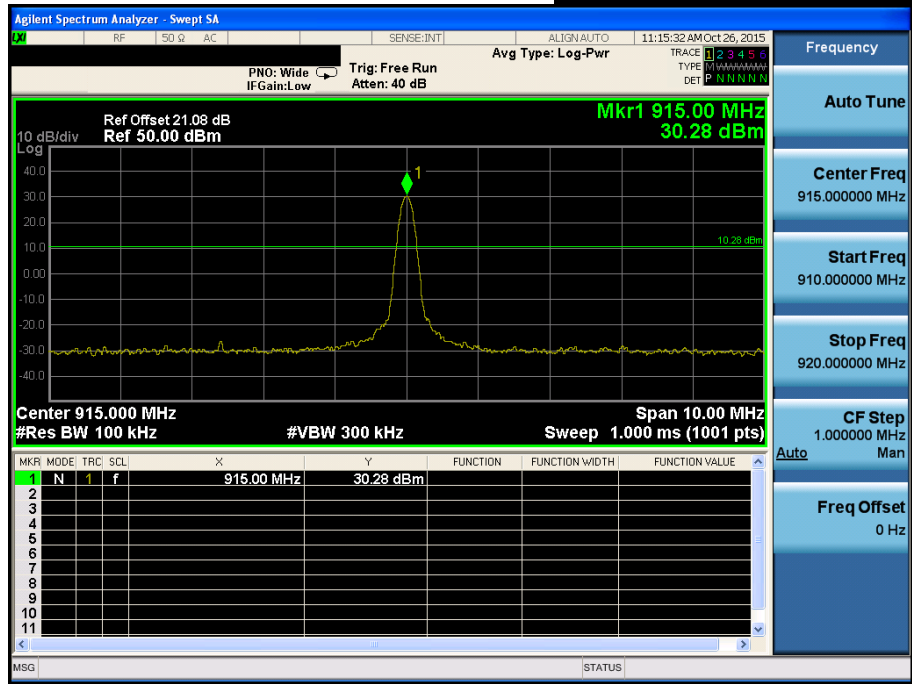 Agilent Spectrum Analyzer - Swept SA
LXI RF 50 Ω AC SENSE:INT ALIGN AUTO 11:15:32 AM Oct 26, 2015
Frequency
PNO: Wide Trig: Free Run Avg Type: Log-Pwr TRACE 1 2 3 4 5 6
IFGain:Low Atten: 40 dB TYPE M WWWWW
DET P N N N N N
Auto Tune
Mkr1 915.00 MHz
30.28 dBm
Ref Offset 21.08 dB
10 dB/div Ref 50.00 dBm
Log
40.0
30.0
20.0
10.0
0.00
-10.0
-20.0
-30.0
-40.0
1
10.28 dBm
Center 915.000 MHz Span 10.00 MHz
#Res BW 100 kHz #VBW 300 kHz Sweep 1.000 ms (1001 pts)
Center Freq
915.000000 MHz
Start Freq
910.000000 MHz
Stop Freq
920.000000 MHz
CF Step
1.000000 MHz
Auto Man
Freq Offset
0 Hz
MKR MODE TRC SCL X Y FUNCTION FUNCTION WIDTH FUNCTION VALUE
1 N 1 f 915.00 MHz 30.28 dBm
2
3
4
5
6
7
8
9
10
11
MSG STATUS